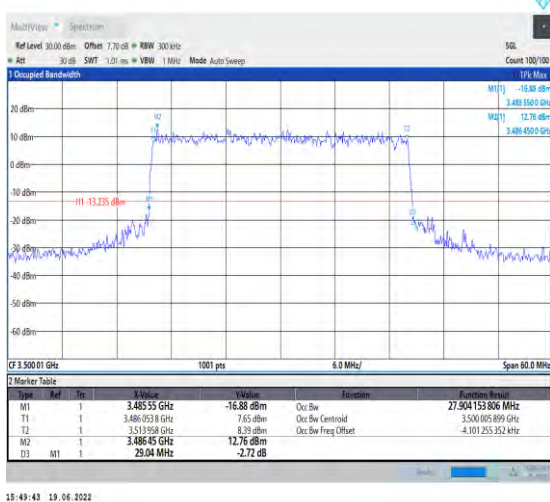 MultiView Spectrum
Ref Level 30.00 dBm Offset 7.70 dB RBW 300 kHz SGL
Att 30 dB SWT 1.01 ms VBW 1 MHz Mode Auto Sweep Count 100/100
1 Occupied Bandwidth 1Pk Max
M1[1] -16.88 dBm
3.485 550 0 GHz
M2[1] 12.76 dBm
3.486 450 0 GHz
M2
20 dBm
T1
T2
10 dBm
0 dBm
-10 dBm
H1 -13.235 dBm
M1
-20 dBm
D3
-30 dBm
-40 dBm
-50 dBm
-60 dBm
CF 3.500 01 GHz 1001 pts 6.0 MHz/ Span 60.0 MHz
2 Marker Table
Type Ref Trc X-Value Y-Value Function Function Result
M1 1 3.485 55 GHz -16.88 dBm Occ Bw 27.904 153 806 MHz
T1 1 3.486 053 8 GHz 7.65 dBm Occ Bw Centroid 3.500 005 899 GHz
T2 1 3.513 958 GHz 8.39 dBm Occ Bw Freq Offset -4.101 255 352 kHz
M2 1 3.486 45 GHz 12.76 dBm
D3 M1 1 29.04 MHz -2.72 dB
15:49:43 19.06.2022